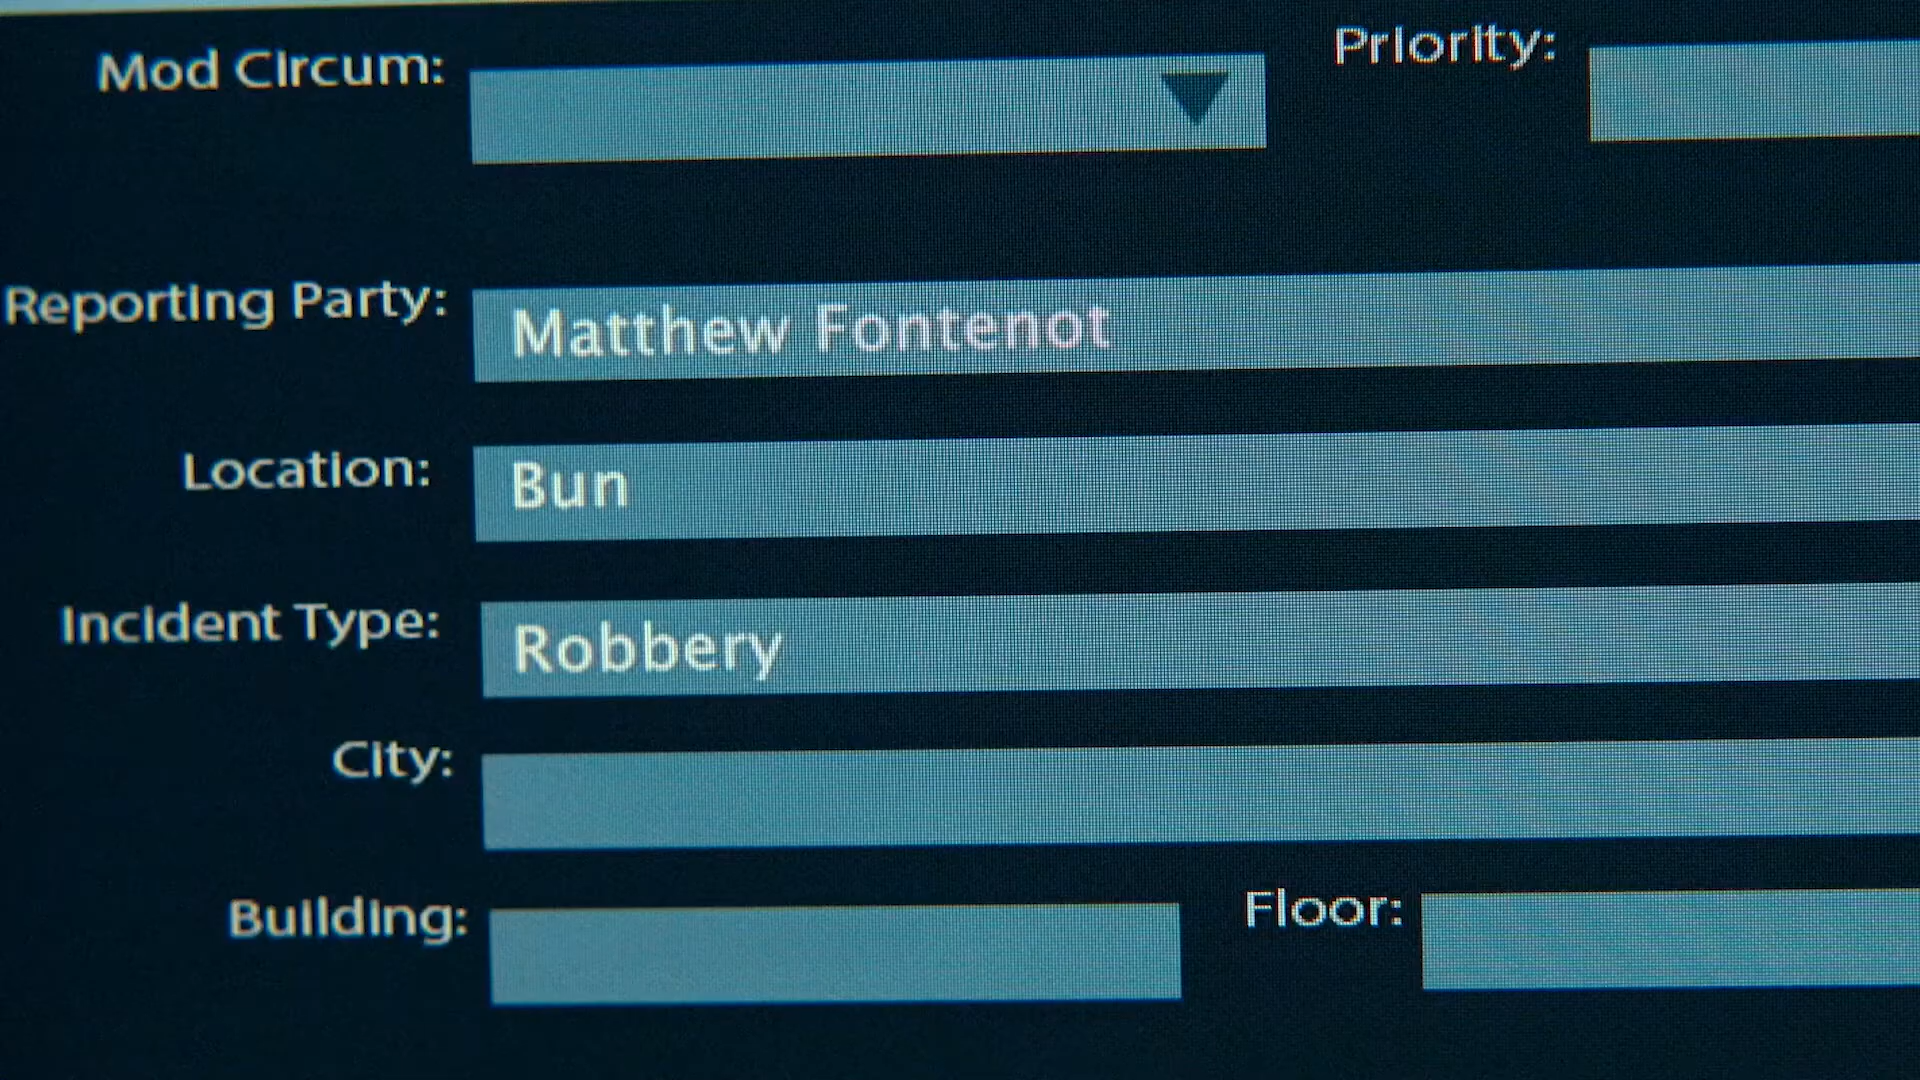 Mod Circum:
Priority:
Reporting Party: Matthew Fontenot
Location: Bun
Incident Type: Robbery
City:
Building:
Floor: